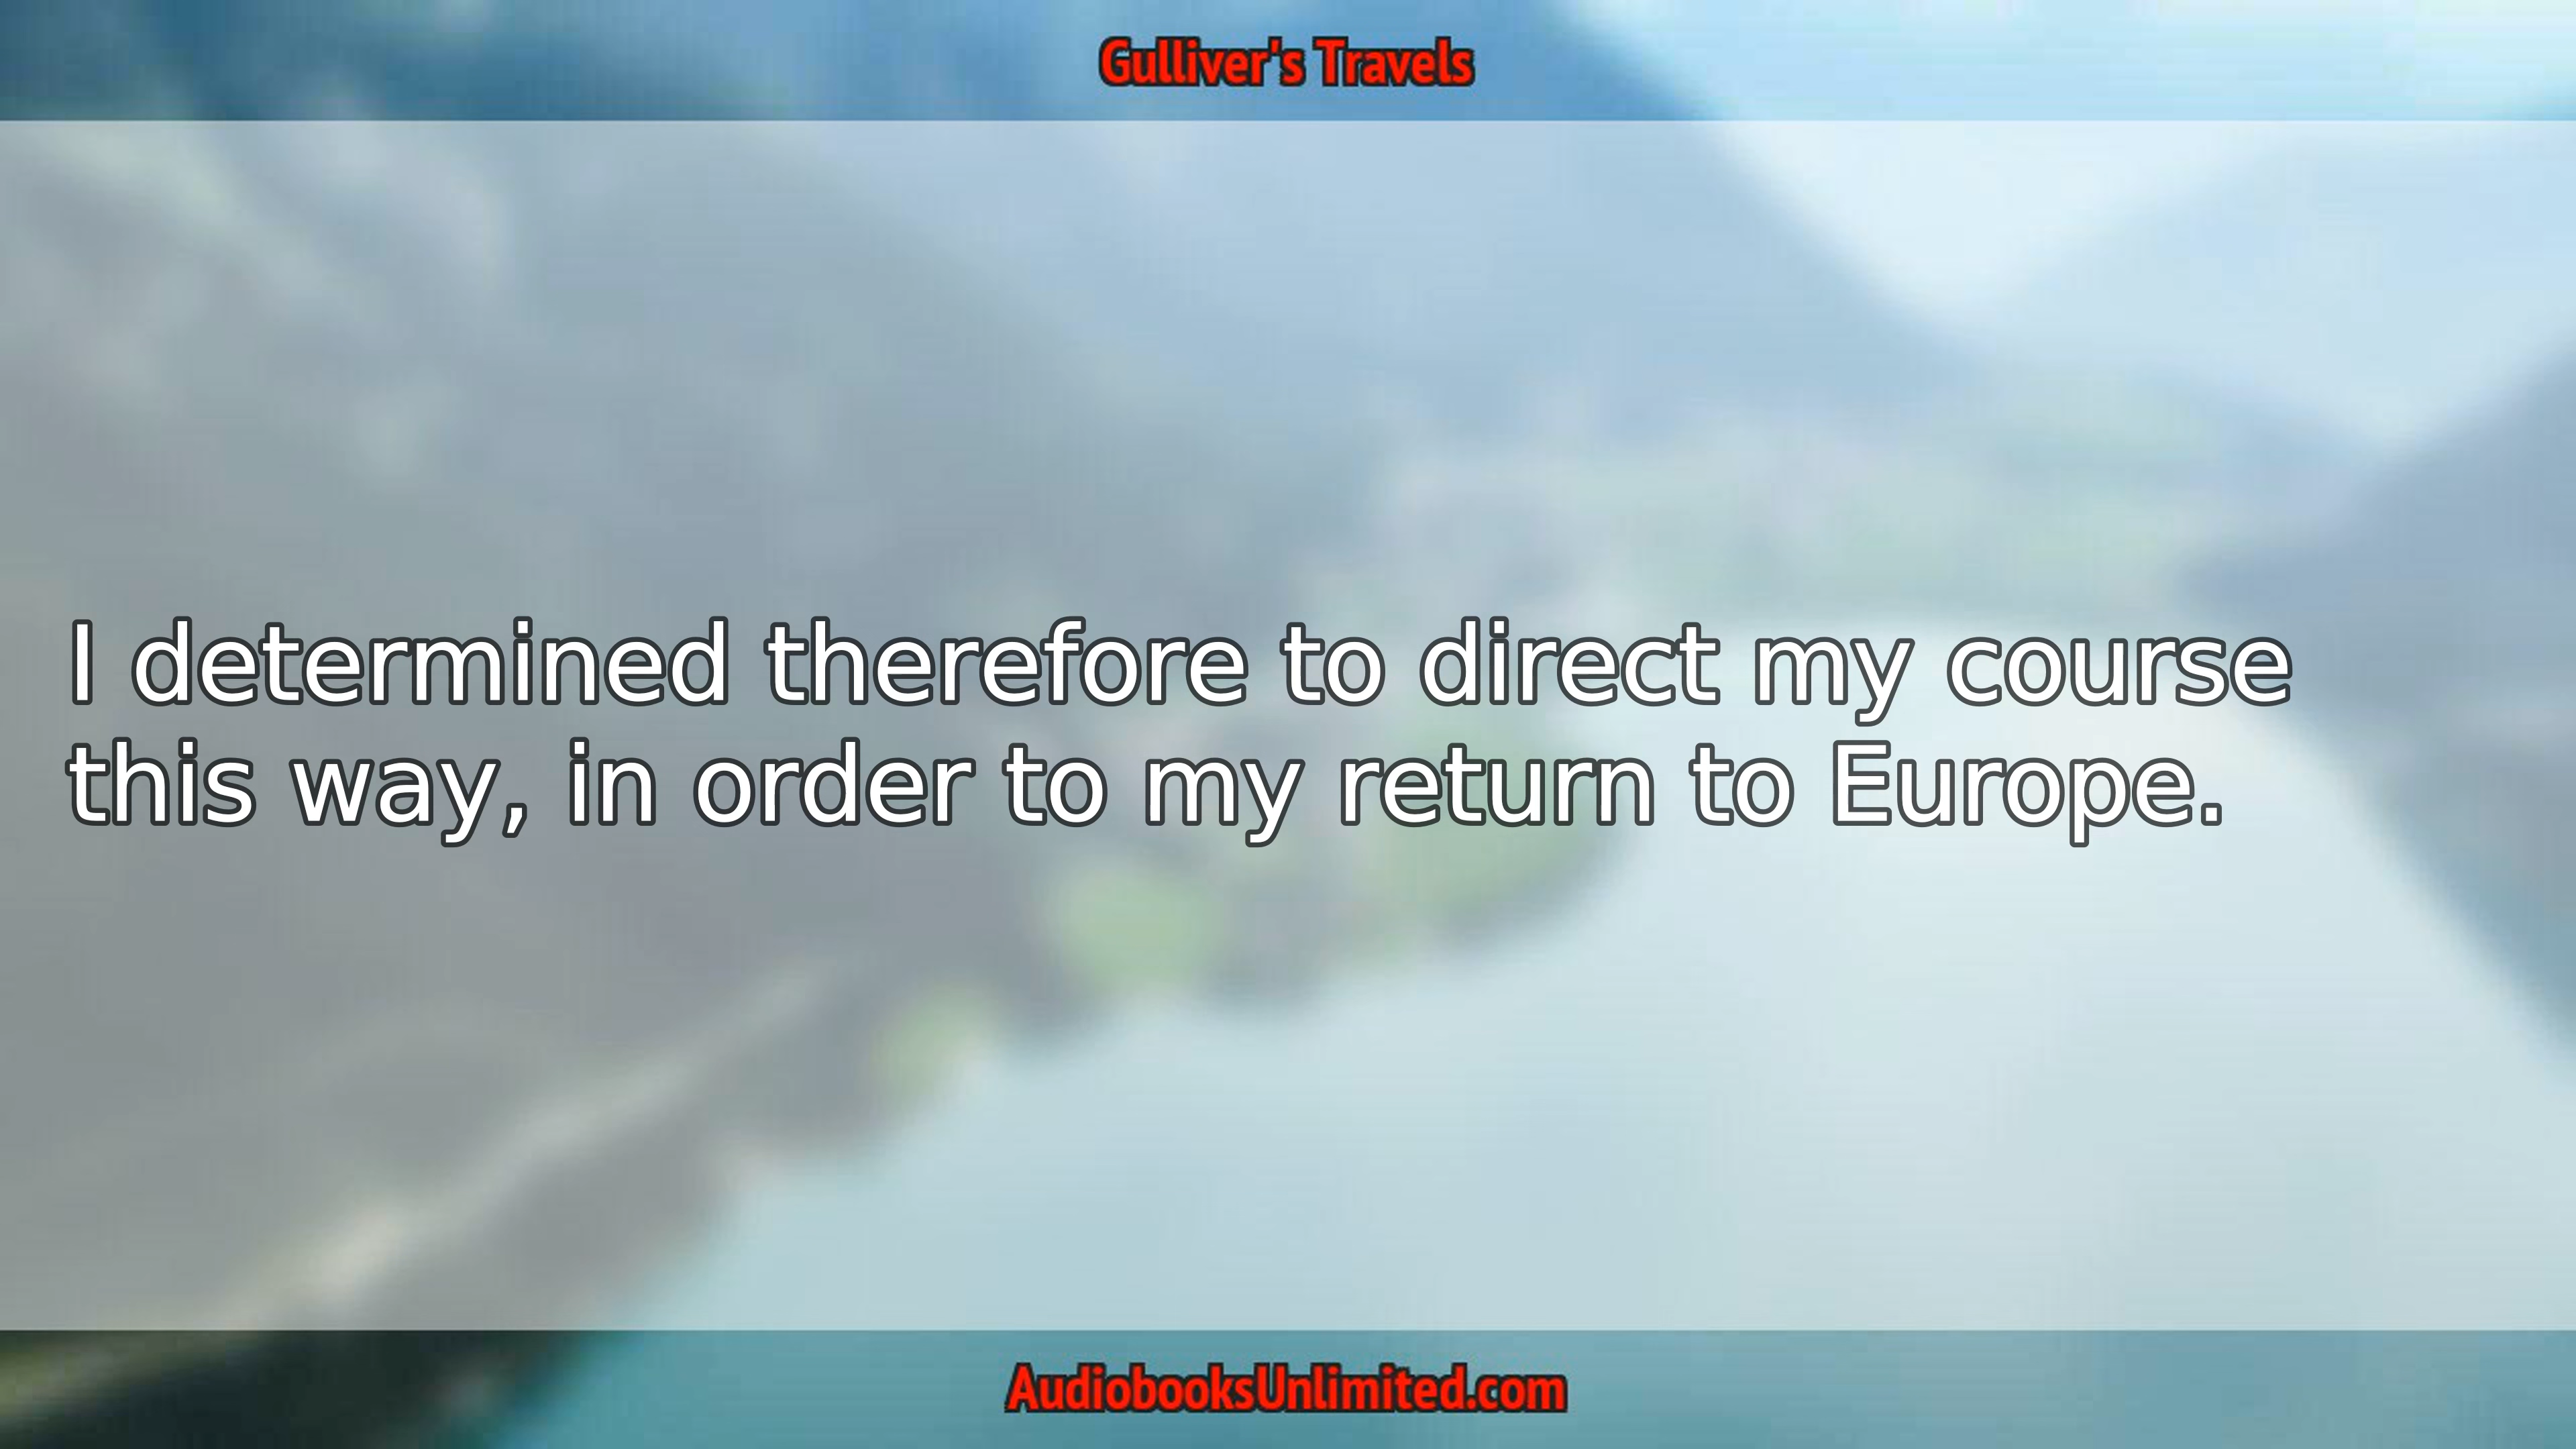 Gulliver's Travels
I determined therefore to direct my course
this way, in order to my return to Europe.
AudiobooksUnlimited.com